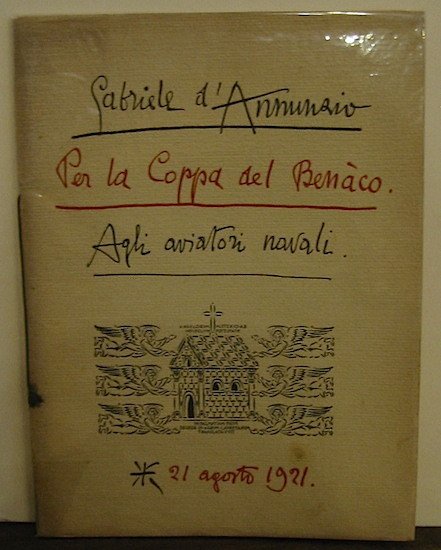 Gabriele d'Annunzio
Per la Coppa del Benàco.
Agli aviatori navali.
21 agosto 1921.